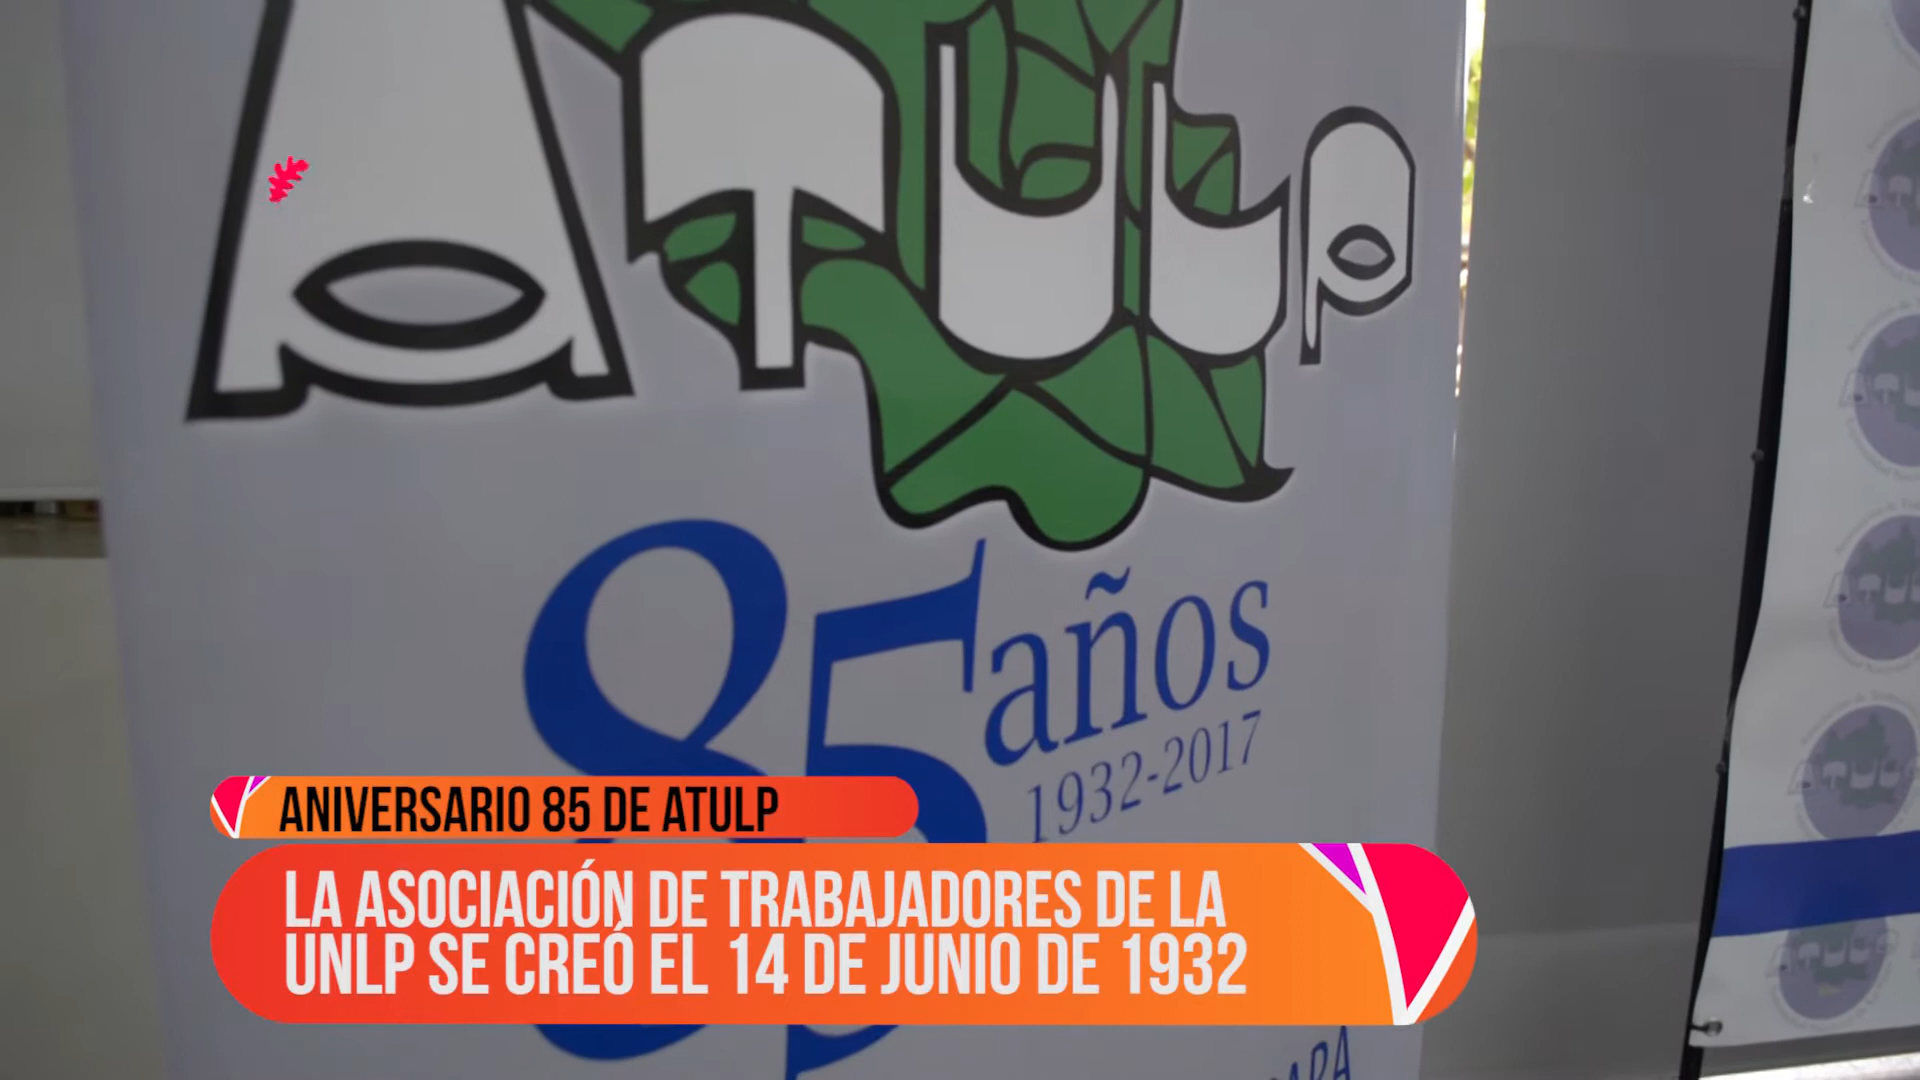 ATULP
85 años
1932-2017
ANIVERSARIO 85 DE ATULP
LA ASOCIACIÓN DE TRABAJADORES DE LA
UNLP SE CREÓ EL 14 DE JUNIO DE 1932